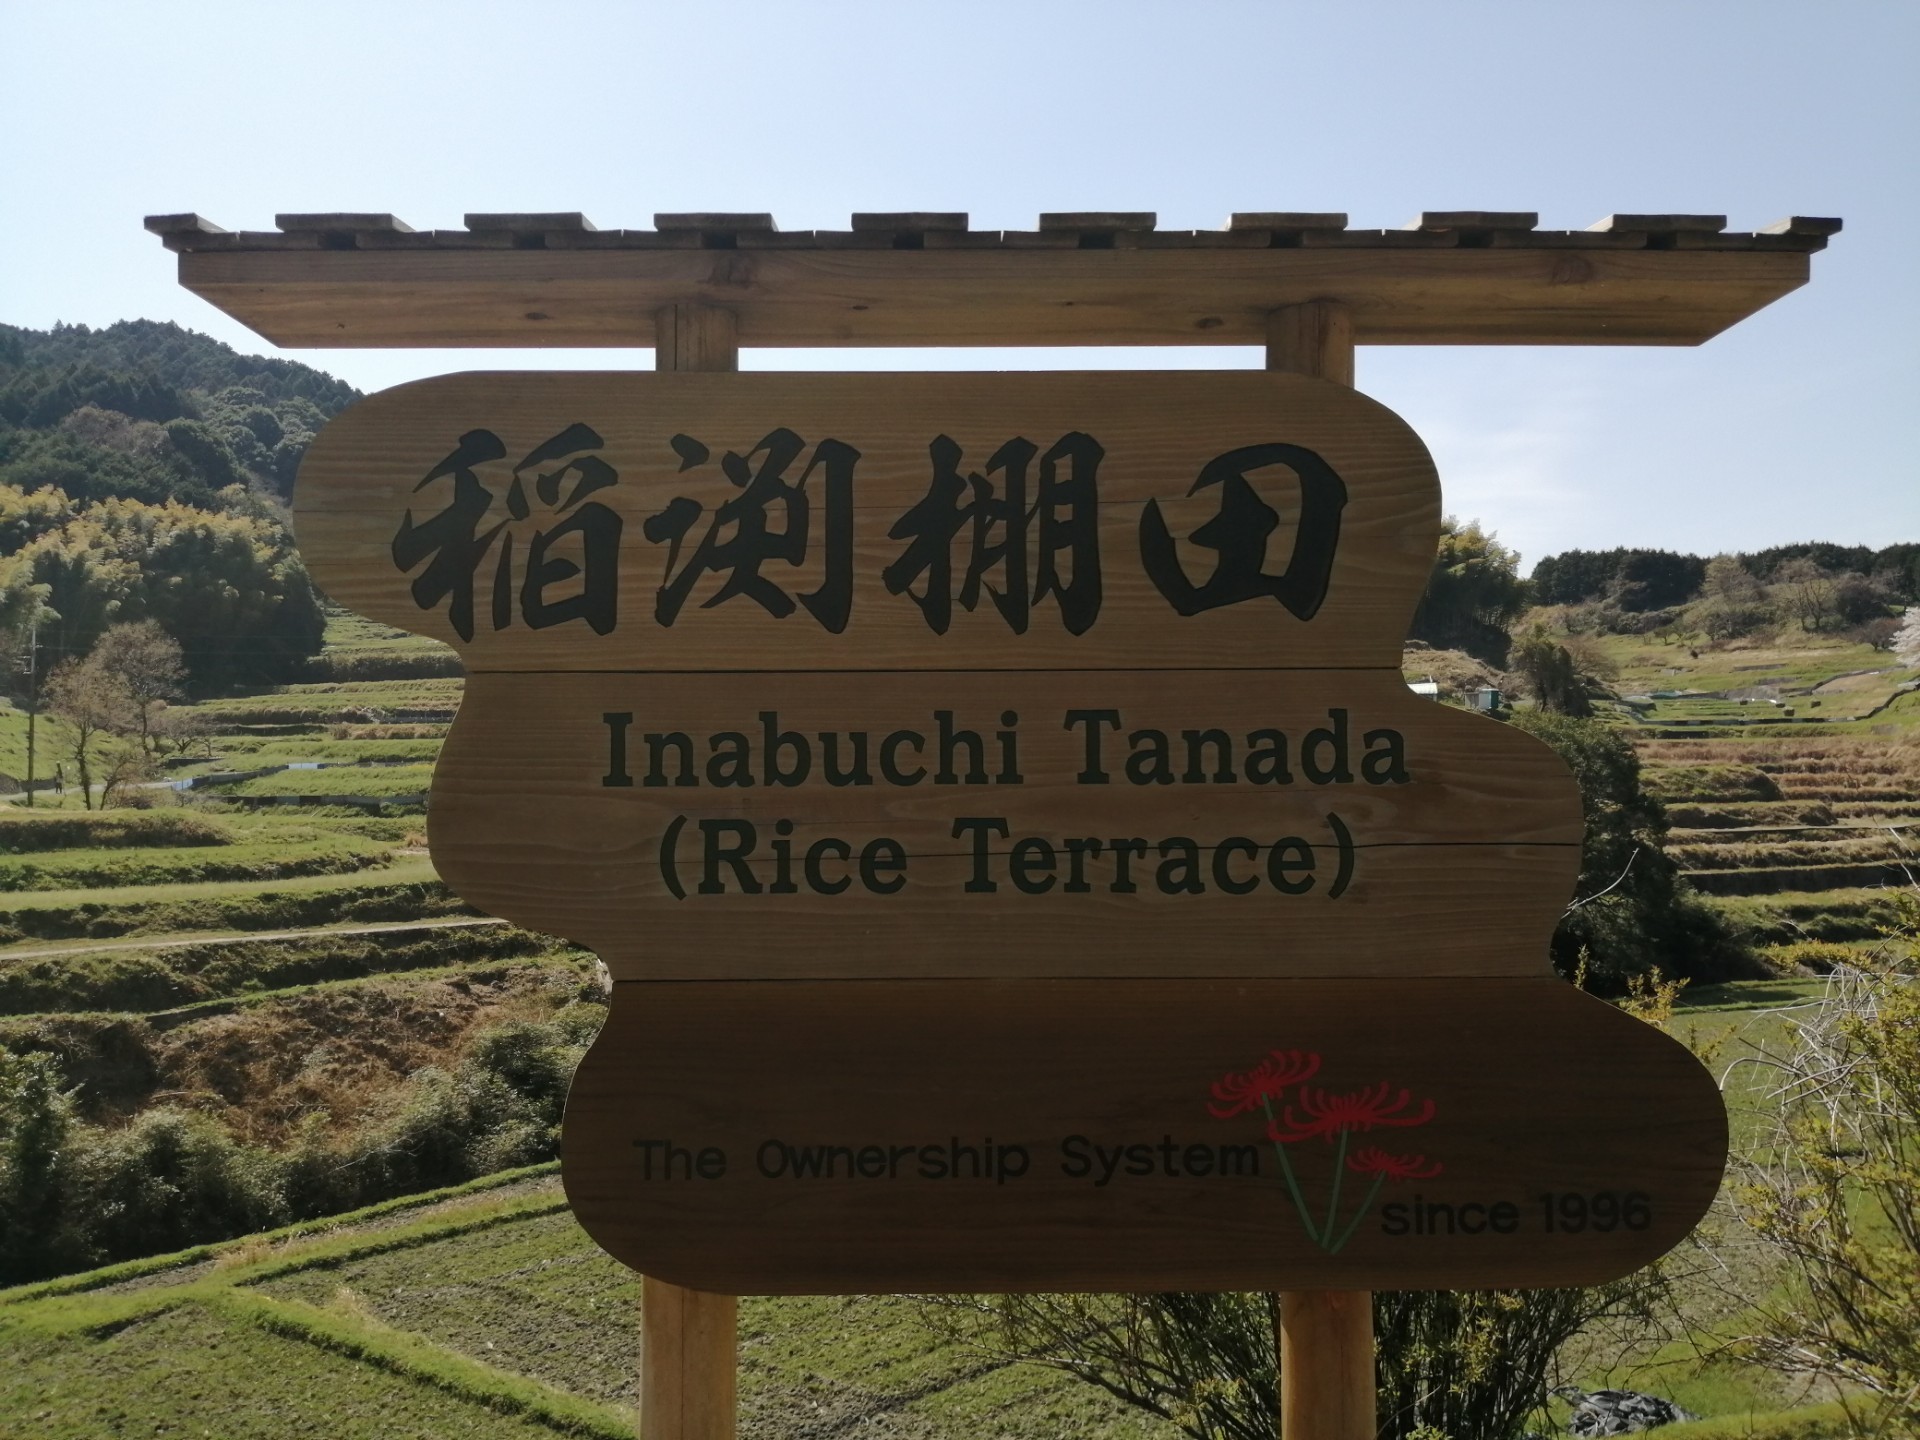 稲渕棚田
Inabuchi Tanada
(Rice Terrace)
The Ownership System
since 1996